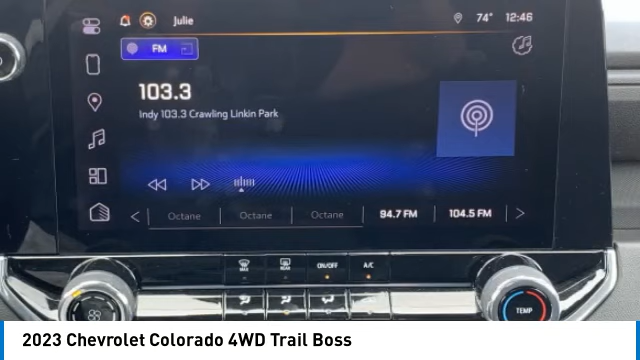 Julie
74° 12:46
FM
103.3
Indy 103.3 Crawling Linkin Park
Octane Octane Octane 94.7 FM 104.5 FM
MAX REAR ON/OFF A/C
TEMP
2023 Chevrolet Colorado 4WD Trail Boss